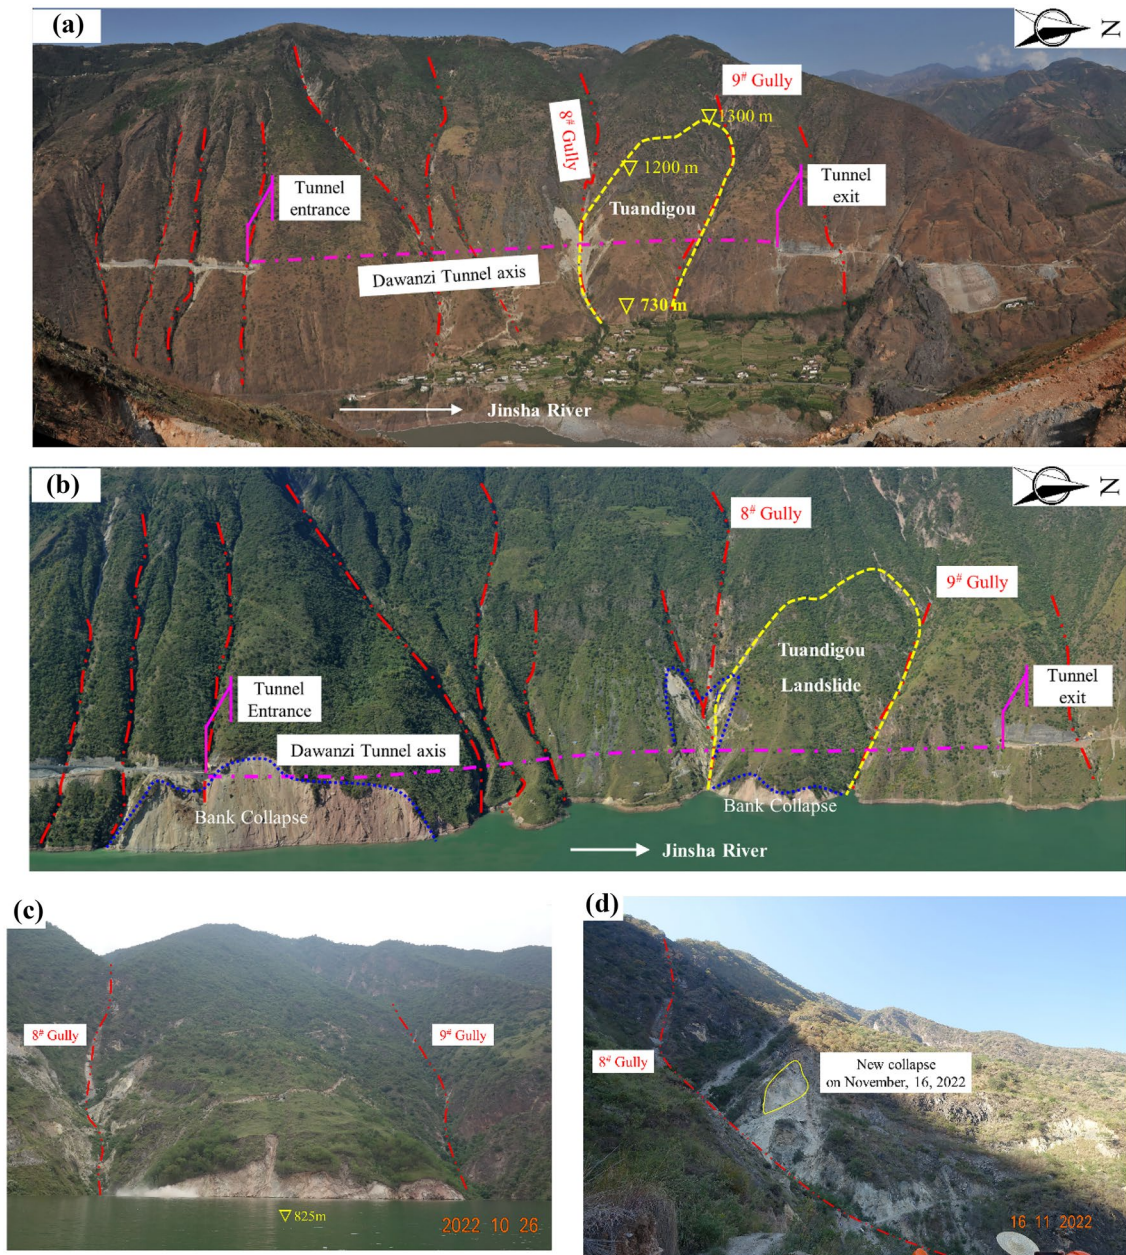 (a)
N
9# Gully
8# Gully
1300 m
1200 m
Tunnel
entrance
Tuandigou
Tunnel
exit
Dawanzi Tunnel axis
730 m
Jinsha River
(b)
N
8# Gully
9# Gully
Tuandigou
Landslide
Tunnel
Entrance
Tunnel
exit
Dawanzi Tunnel axis
Bank Collapse
Bank Collapse
Jinsha River
(c)
8# Gully
9# Gully
825m
2022 10 26
(d)
8# Gully
New collapse
on November, 16, 2022
16 11 2022